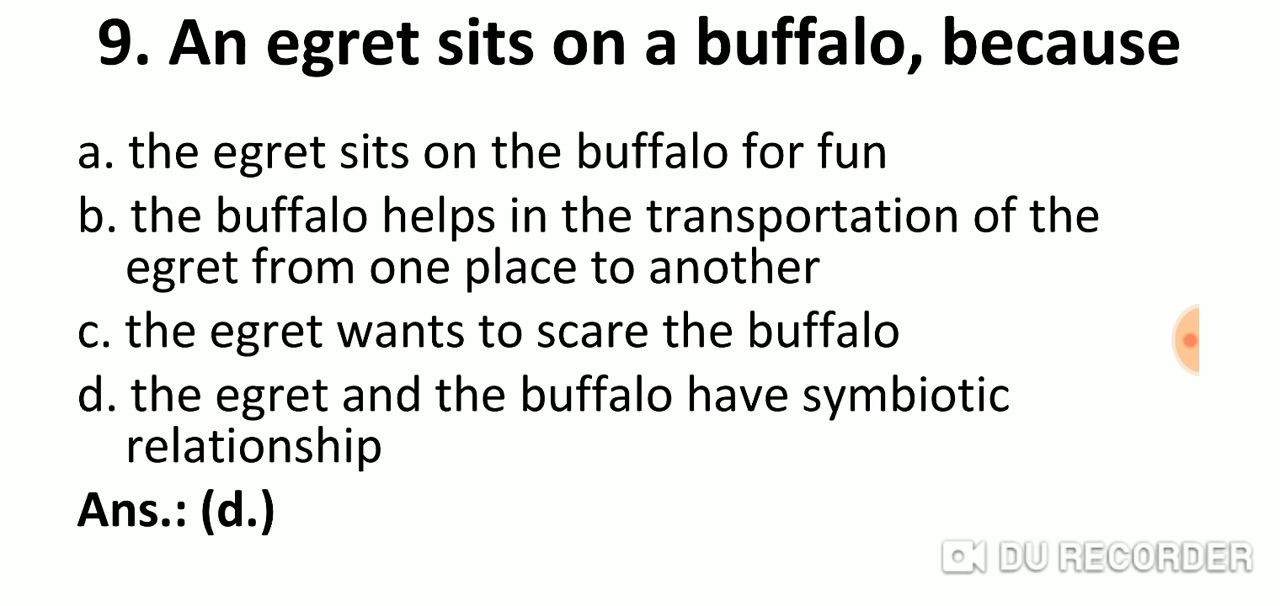 9. An egret sits on a buffalo, because
a. the egret sits on the buffalo for fun
b. the buffalo helps in the transportation of the
egret from one place to another
c. the egret wants to scare the buffalo
d. the egret and the buffalo have symbiotic
relationship
Ans.: (d.)
DU RECORDER